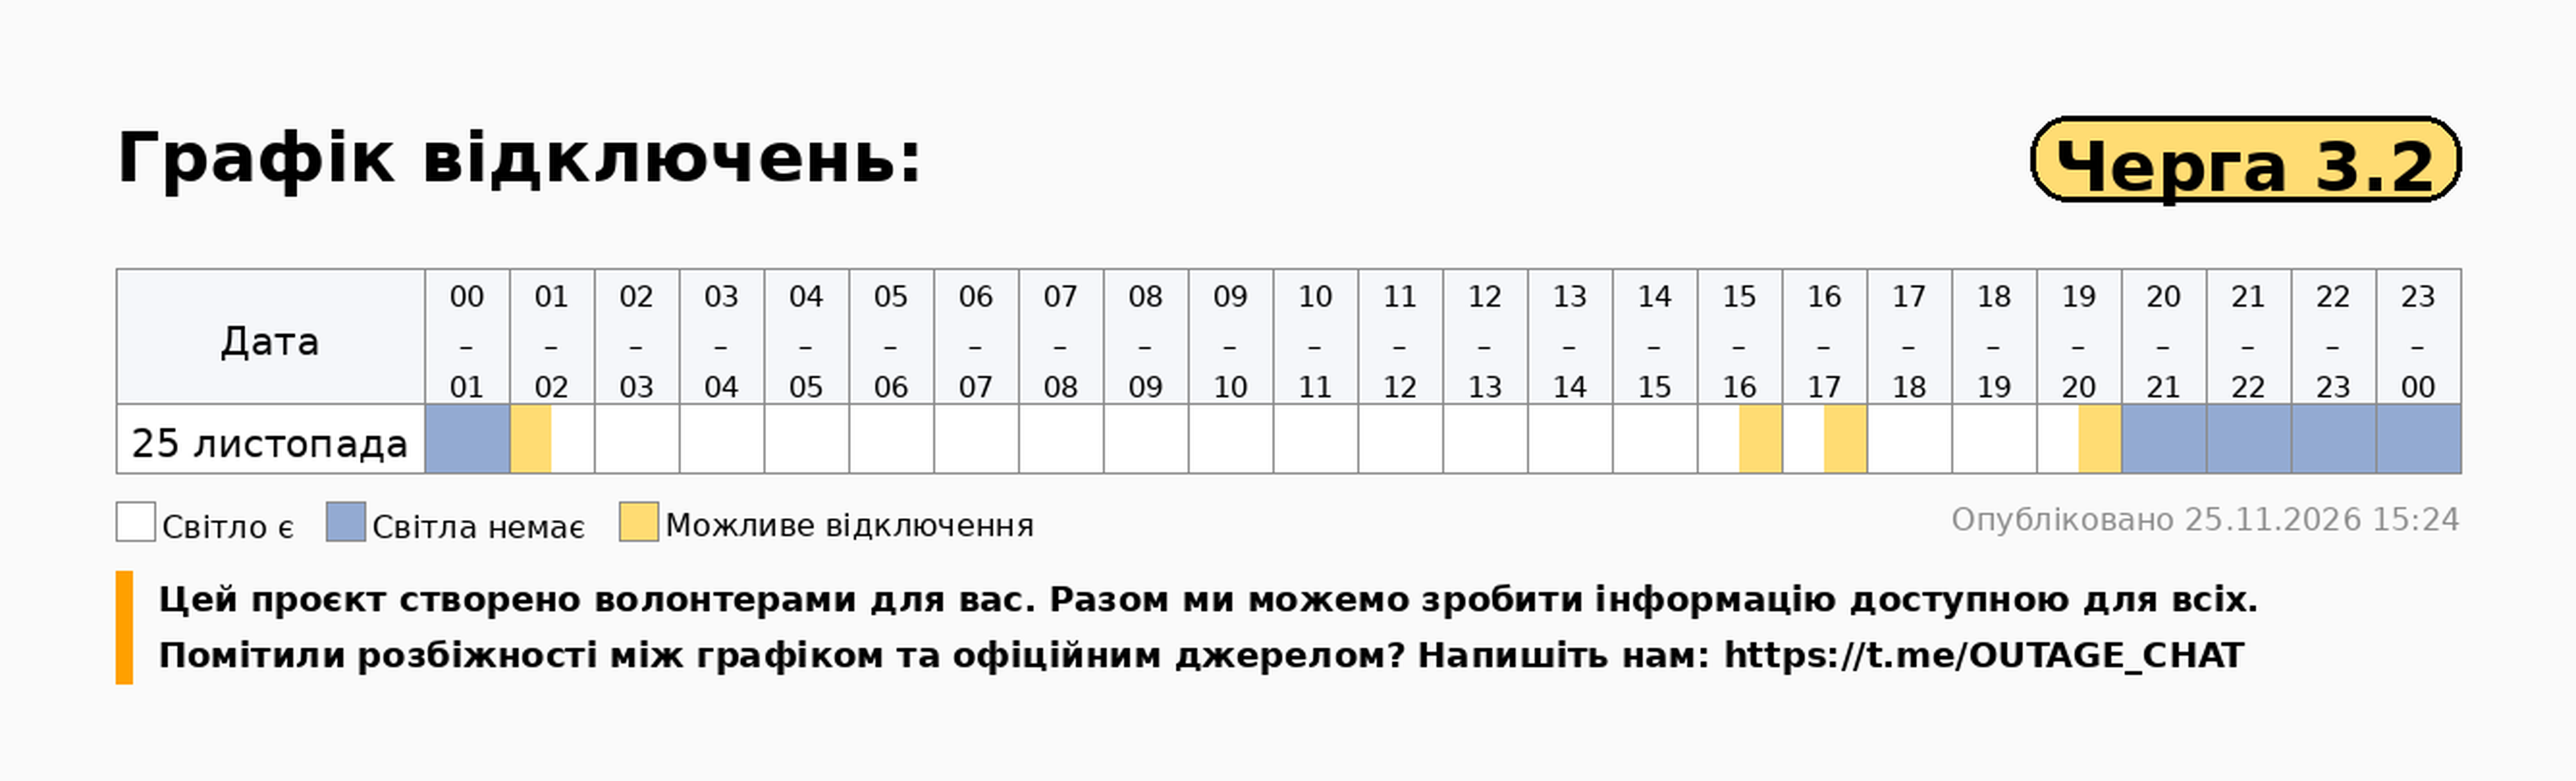 Графік відключень:
Черга 3.2
Дата
00 – 01
01 – 02
02 – 03
03 – 04
04 – 05
05 – 06
06 – 07
07 – 08
08 – 09
09 – 10
10 – 11
11 – 12
12 – 13
13 – 14
14 – 15
15 – 16
16 – 17
17 – 18
18 – 19
19 – 20
20 – 21
21 – 22
22 – 23
23 – 00
25 листопада
Світло є
Світла немає
Можливе відключення
Опубліковано 25.11.2026 15:24
Цей проєкт створено волонтерами для вас. Разом ми можемо зробити інформацію доступною для всіх.
Помітили розбіжності між графіком та офіційним джерелом? Напишіть нам: https://t.me/OUTAGE_CHAT